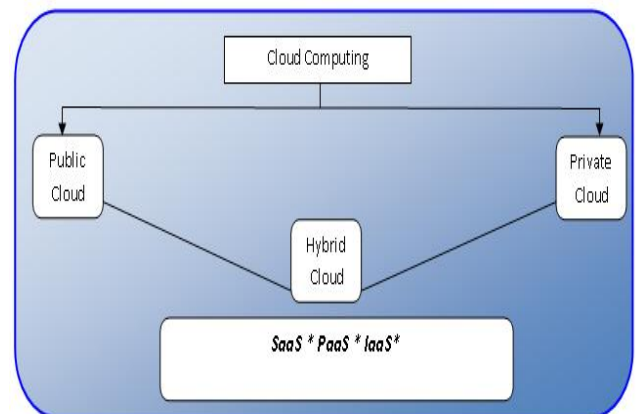 Cloud Computing
Public
Cloud
Private
Cloud
Hybrid
Cloud
SaaS * PaaS * IaaS*